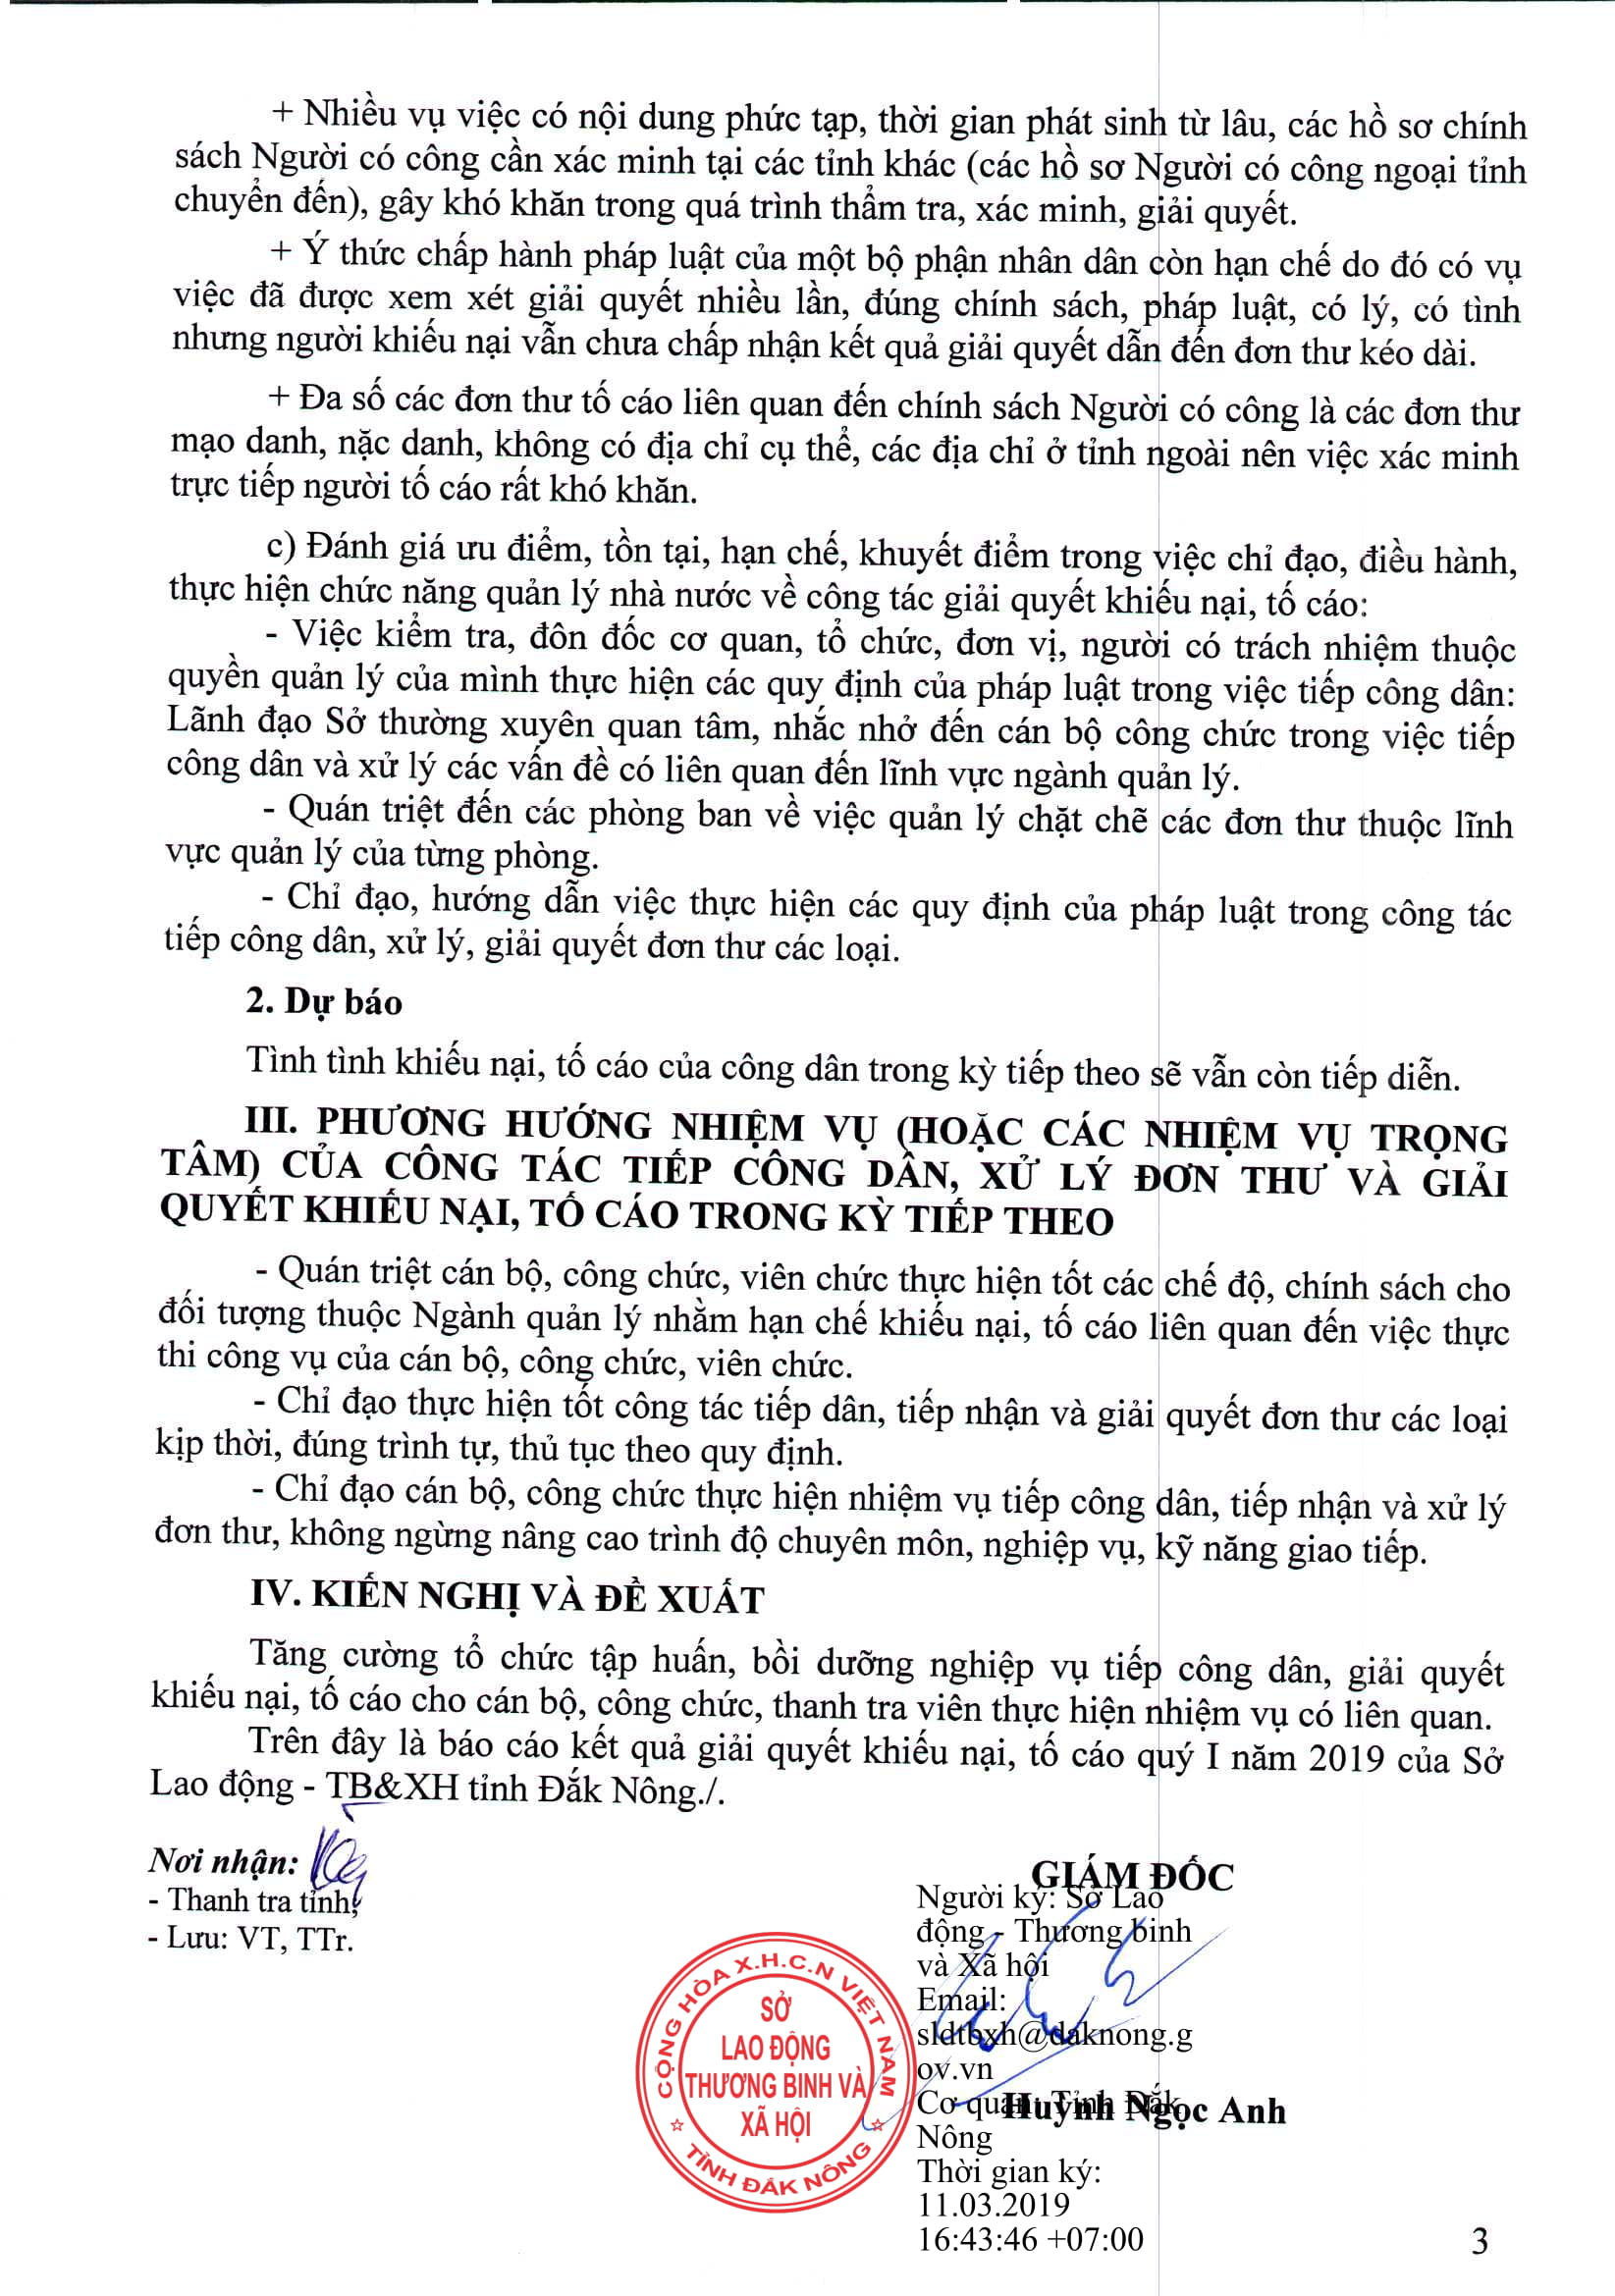 + Nhiều vụ việc có nội dung phức tạp, thời gian phát sinh từ lâu, các hồ sơ chính
sách Người có công cần xác minh tại các tỉnh khác (các hồ sơ Người có công ngoại tỉnh
chuyển đến), gây khó khăn trong quá trình thẩm tra, xác minh, giải quyết.
+ Ý thức chấp hành pháp luật của một bộ phận nhân dân còn hạn chế do đó có vụ
việc đã được xem xét giải quyết nhiều lần, đúng chính sách, pháp luật, có lý, có tình
nhưng người khiếu nại vẫn chưa chấp nhận kết quả giải quyết dẫn đến đơn thư kéo dài.
+ Đa số các đơn thư tố cáo liên quan đến chính sách Người có công là các đơn thư
mạo danh, nặc danh, không có địa chỉ cụ thể, các địa chỉ ở tỉnh ngoài nên việc xác minh
trực tiếp người tố cáo rất khó khăn.
c) Đánh giá ưu điểm, tồn tại, hạn chế, khuyết điểm trong việc chỉ đạo, điều hành,
thực hiện chức năng quản lý nhà nước về công tác giải quyết khiếu nại, tố cáo:
- Việc kiểm tra, đôn đốc cơ quan, tổ chức, đơn vị, người có trách nhiệm thuộc
quyền quản lý của mình thực hiện các quy định của pháp luật trong việc tiếp công dân:
Lãnh đạo Sở thường xuyên quan tâm, nhắc nhở đến cán bộ công chức trong việc tiếp
công dân và xử lý các vấn đề có liên quan đến lĩnh vực ngành quản lý.
- Quán triệt đến các phòng ban về việc quản lý chặt chẽ các đơn thư thuộc lĩnh
vực quản lý của từng phòng.
- Chỉ đạo, hướng dẫn việc thực hiện các quy định của pháp luật trong công tác
tiếp công dân, xử lý, giải quyết đơn thư các loại.
2. Dự báo
Tình tình khiếu nại, tố cáo của công dân trong kỳ tiếp theo sẽ vẫn còn tiếp diễn.
III. PHƯƠNG HƯỚNG NHIỆM VỤ (HOẶC CÁC NHIỆM VỤ TRỌNG
TÂM) CỦA CÔNG TÁC TIẾP CÔNG DÂN, XỬ LÝ ĐƠN THƯ VÀ GIẢI
QUYẾT KHIẾU NẠI, TỐ CÁO TRONG KỲ TIẾP THEO
- Quán triệt cán bộ, công chức, viên chức thực hiện tốt các chế độ, chính sách cho
đối tượng thuộc Ngành quản lý nhằm hạn chế khiếu nại, tố cáo liên quan đến việc thực
thi công vụ của cán bộ, công chức, viên chức.
- Chỉ đạo thực hiện tốt công tác tiếp dân, tiếp nhận và giải quyết đơn thư các loại
kịp thời, đúng trình tự, thủ tục theo quy định.
- Chỉ đạo cán bộ, công chức thực hiện nhiệm vụ tiếp công dân, tiếp nhận và xử lý
đơn thư, không ngừng nâng cao trình độ chuyên môn, nghiệp vụ, kỹ năng giao tiếp.
IV. KIẾN NGHỊ VÀ ĐỀ XUẤT
Tăng cường tổ chức tập huấn, bồi dưỡng nghiệp vụ tiếp công dân, giải quyết
khiếu nại, tố cáo cho cán bộ, công chức, thanh tra viên thực hiện nhiệm vụ có liên quan.
Trên đây là báo cáo kết quả giải quyết khiếu nại, tố cáo quý I năm 2019 của Sở
Lao động - TB&XH tỉnh Đắk Nông./.
Nơi nhận:
- Thanh tra tỉnh;
- Lưu: VT, TTr.
GIÁM ĐỐC
Người ký: Sở Lao
động - Thương binh
và Xã hội
Email:
sldtbxh@daknong.g
ov.vn
Cơ quan: Tỉnh Đắk
Nông
Thời gian ký:
11.03.2019
16:43:46 +07:00
Huỳnh Ngọc Anh
CỘNG HÒA X.H.C.N VIỆT NAM
SỞ
LAO ĐỘNG
THƯƠNG BINH VÀ
XÃ HỘI
TỈNH ĐẮK NÔNG
3